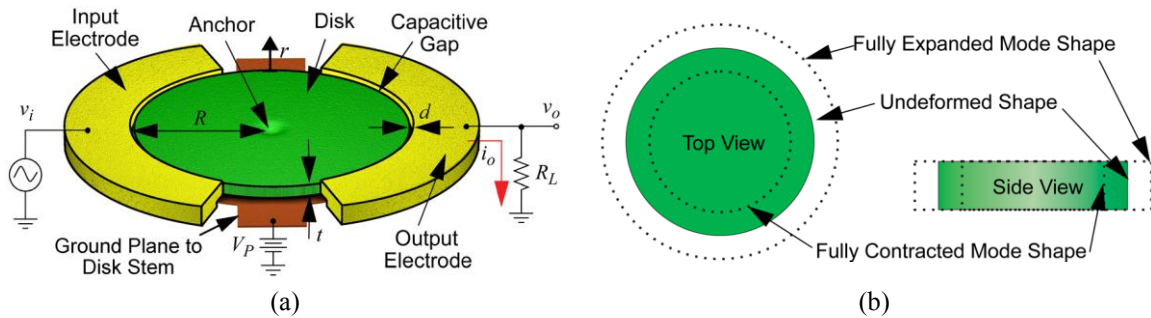 Input
Electrode
Anchor
Disk
Capacitive
Gap
r
v_i
R
d
v_o
i_o
R_L
t
V_P
Ground Plane to
Disk Stem
Output
Electrode
(a)
Fully Expanded Mode Shape
Undeformed Shape
Top View
Side View
Fully Contracted Mode Shape
(b)